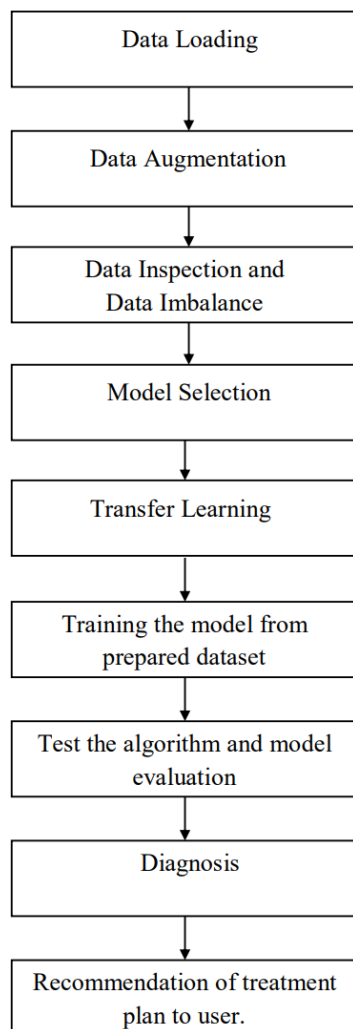 Data Loading
Data Augmentation
Data Inspection and
Data Imbalance
Model Selection
Transfer Learning
Training the model from
prepared dataset
Test the algorithm and model
evaluation
Diagnosis
Recommendation of treatment
plan to user.